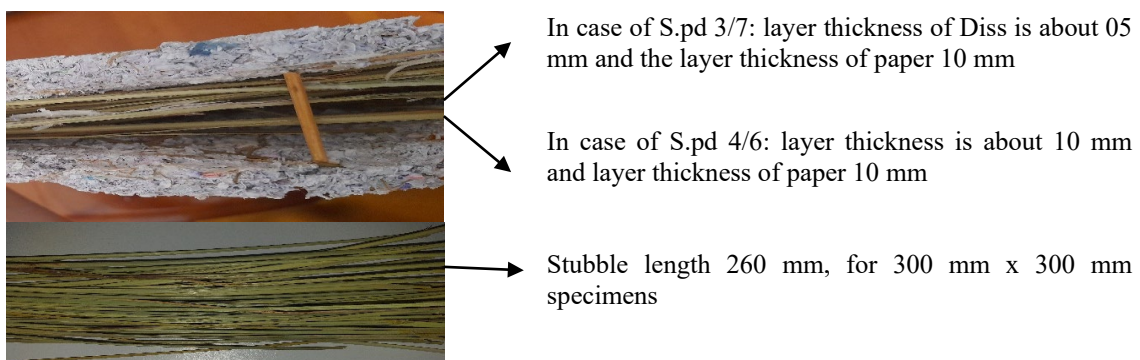 In case of S.pd 3/7: layer thickness of Diss is about 05
mm and the layer thickness of paper 10 mm
In case of S.pd 4/6: layer thickness is about 10 mm
and layer thickness of paper 10 mm
Stubble length 260 mm, for 300 mm x 300 mm
specimens